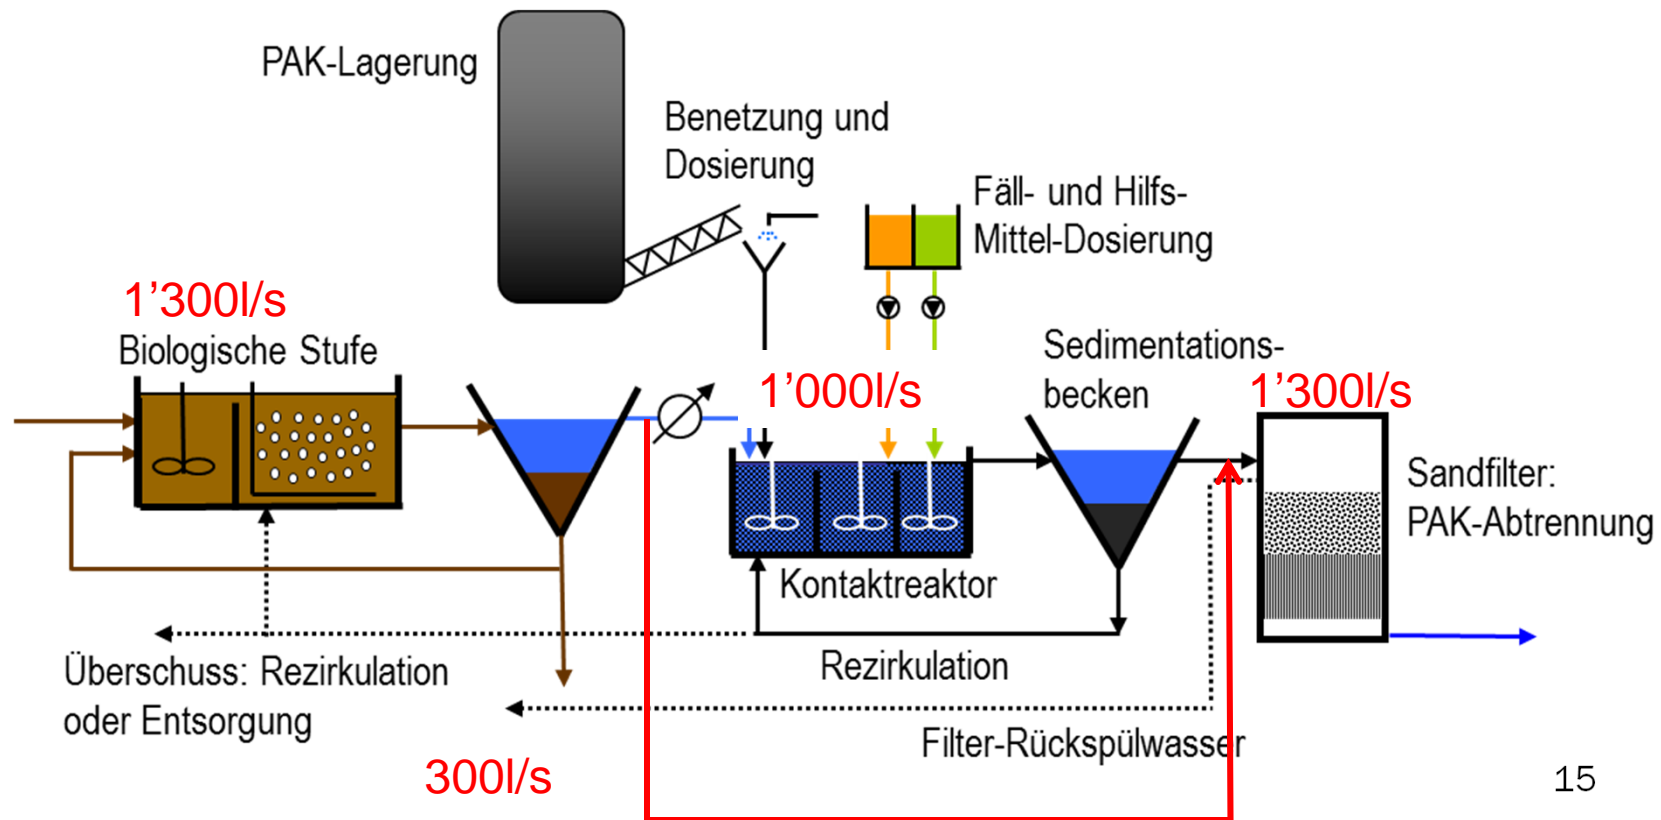 PAK-Lagerung
Benetzung und
Dosierung
Fäll- und Hilfs-
Mittel-Dosierung
1’300l/s
Biologische Stufe
1’000l/s
Sedimentations-
becken
1’300l/s
Sandfilter:
PAK-Abtrennung
Kontaktreaktor
Rezirkulation
Überschuss: Rezirkulation
oder Entsorgung
Filter-Rückspülwasser
300l/s
15